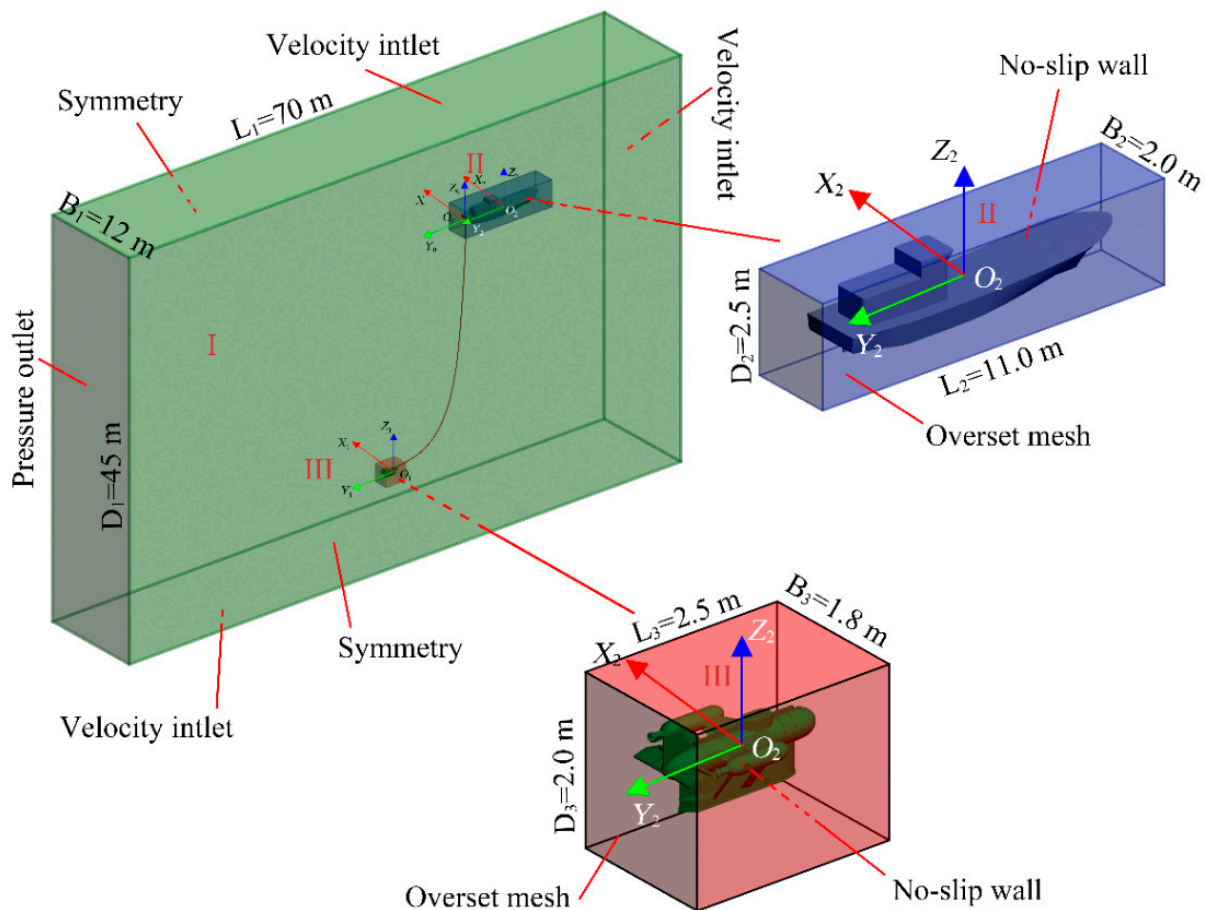 Velocity intlet
Symmetry
L₁=70 m
Velocity intlet
No-slip wall
B₂=2.0 m
Z₂
X₂
II
II
B₁=12 m
O₂
Y₂
O₂
Y₂
D₂=2.5 m
L₂=11.0 m
Overset mesh
I
Pressure outlet
D₁=45 m
III
Symmetry
Velocity intlet
L₃=2.5 m
B₃=1.8 m
X₂
Z₂
III
O₂
Y₂
D₃=2.0 m
Overset mesh
No-slip wall